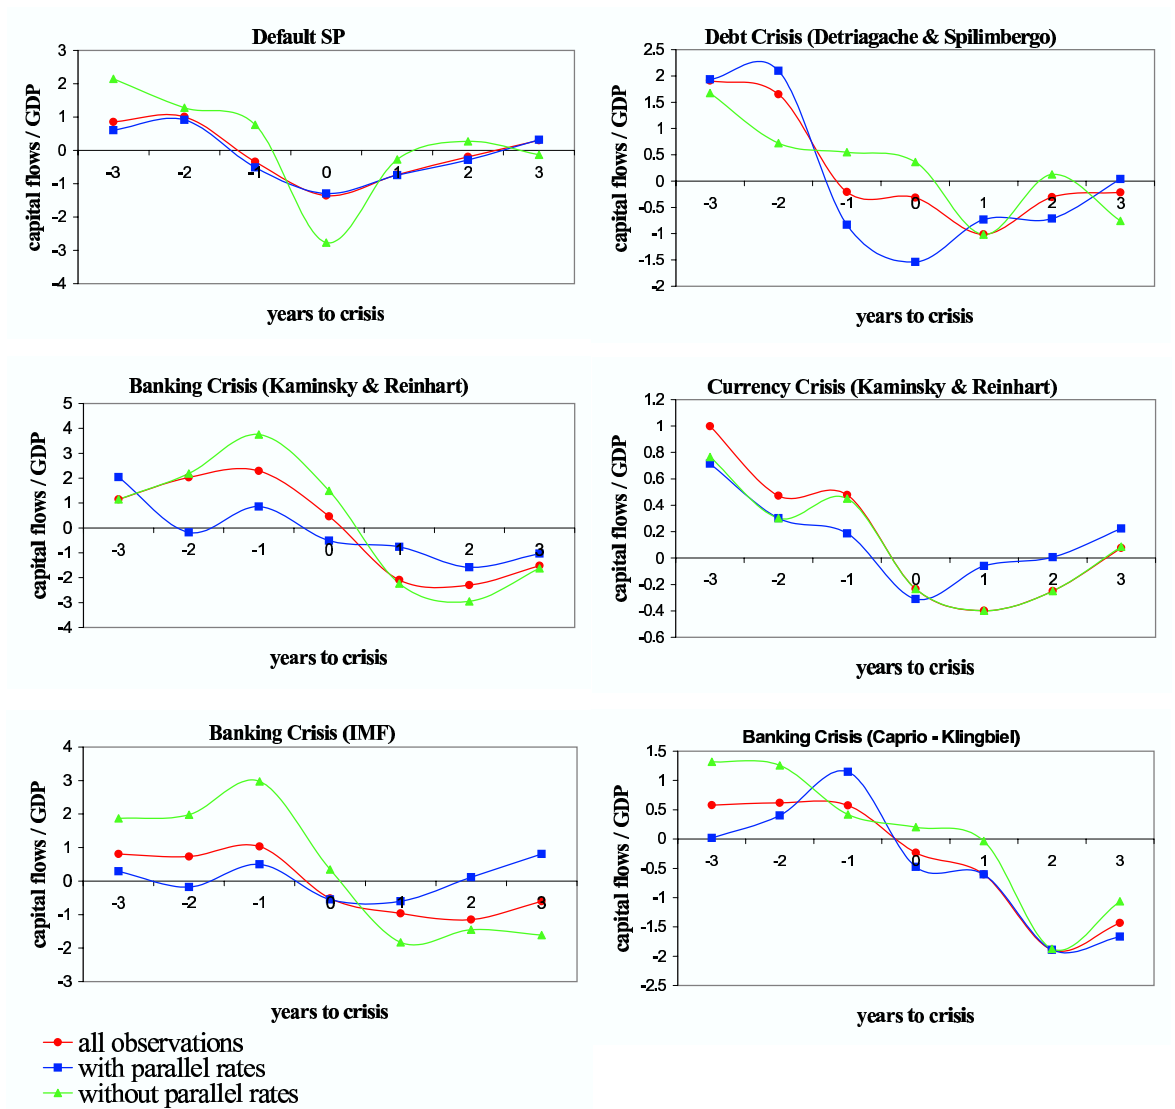 Default SP
3
2
1
0
-1
-2
-3
-4
capital flows / GDP
-3 -2 -1 0 1 2 3
years to crisis
Debt Crisis (Detriagache & Spilimbergo)
2.5
2
1.5
1
0.5
0
-0.5
-1
-1.5
-2
capital flows / GDP
-3 -2 -1 0 1 2 3
years to crisis
Banking Crisis (Kaminsky & Reinhart)
5
4
3
2
1
0
-1
-2
-3
-4
capital flows / GDP
-3 -2 -1 0 1 2 3
years to crisis
Currency Crisis (Kaminsky & Reinhart)
1.2
1
0.8
0.6
0.4
0.2
0
-0.2
-0.4
-0.6
capital flows / GDP
-3 -2 -1 0 1 2 3
years to crisis
Banking Crisis (IMF)
4
3
2
1
0
-1
-2
-3
capital flows / GDP
-3 -2 -1 0 1 2 3
years to crisis
Banking Crisis (Caprio - Klingbiel)
1.5
1
0.5
0
-0.5
-1
-1.5
-2
-2.5
capital flows / GDP
-3 -2 -1 0 1 2 3
years to crisis
all observations
with parallel rates
without parallel rates